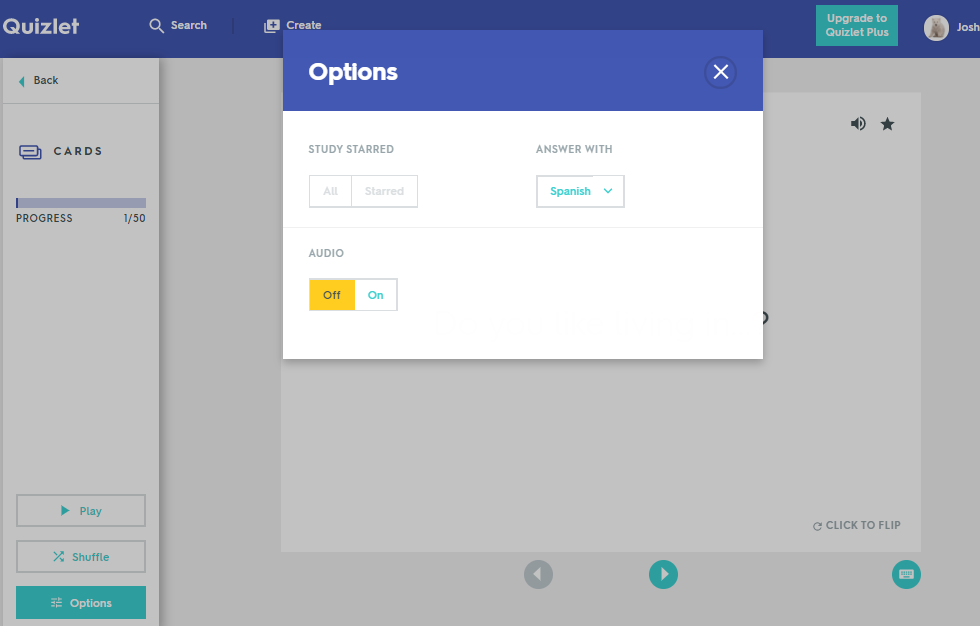 Quizlet
Search
Create
Upgrade to
Quizlet Plus
Josh
Back
CARDS
PROGRESS 1/50
Play
Shuffle
Options
Options
STUDY STARRED
All Starred
ANSWER WITH
Spanish
AUDIO
Off On
CLICK TO FLIP